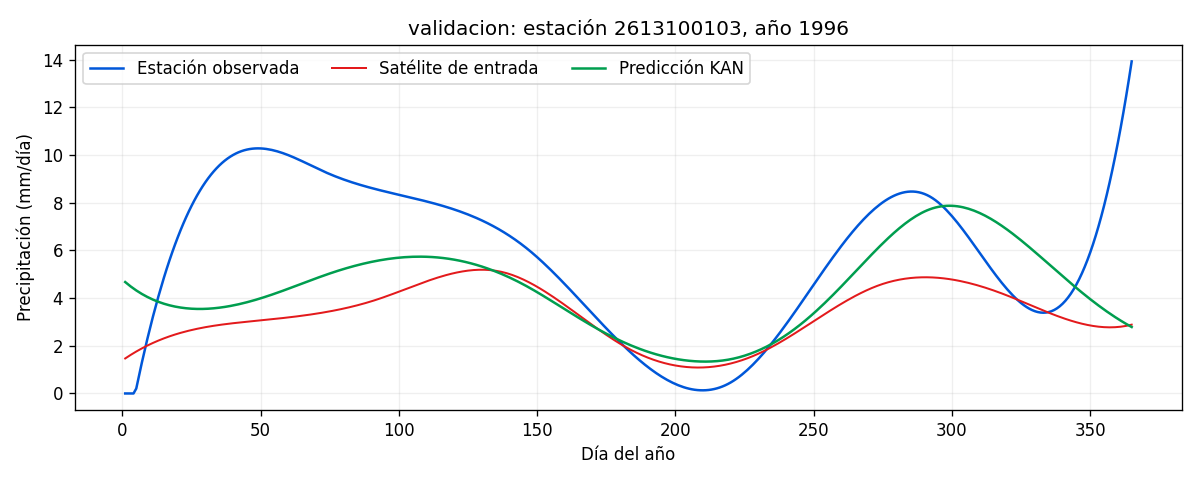 validacion: estación 2613100103, año 1996
Estación observada
Satélite de entrada
Predicción KAN
Precipitación (mm/día)
14
12
10
8
6
4
2
0
0
50
100
150
200
250
300
350
Día del año